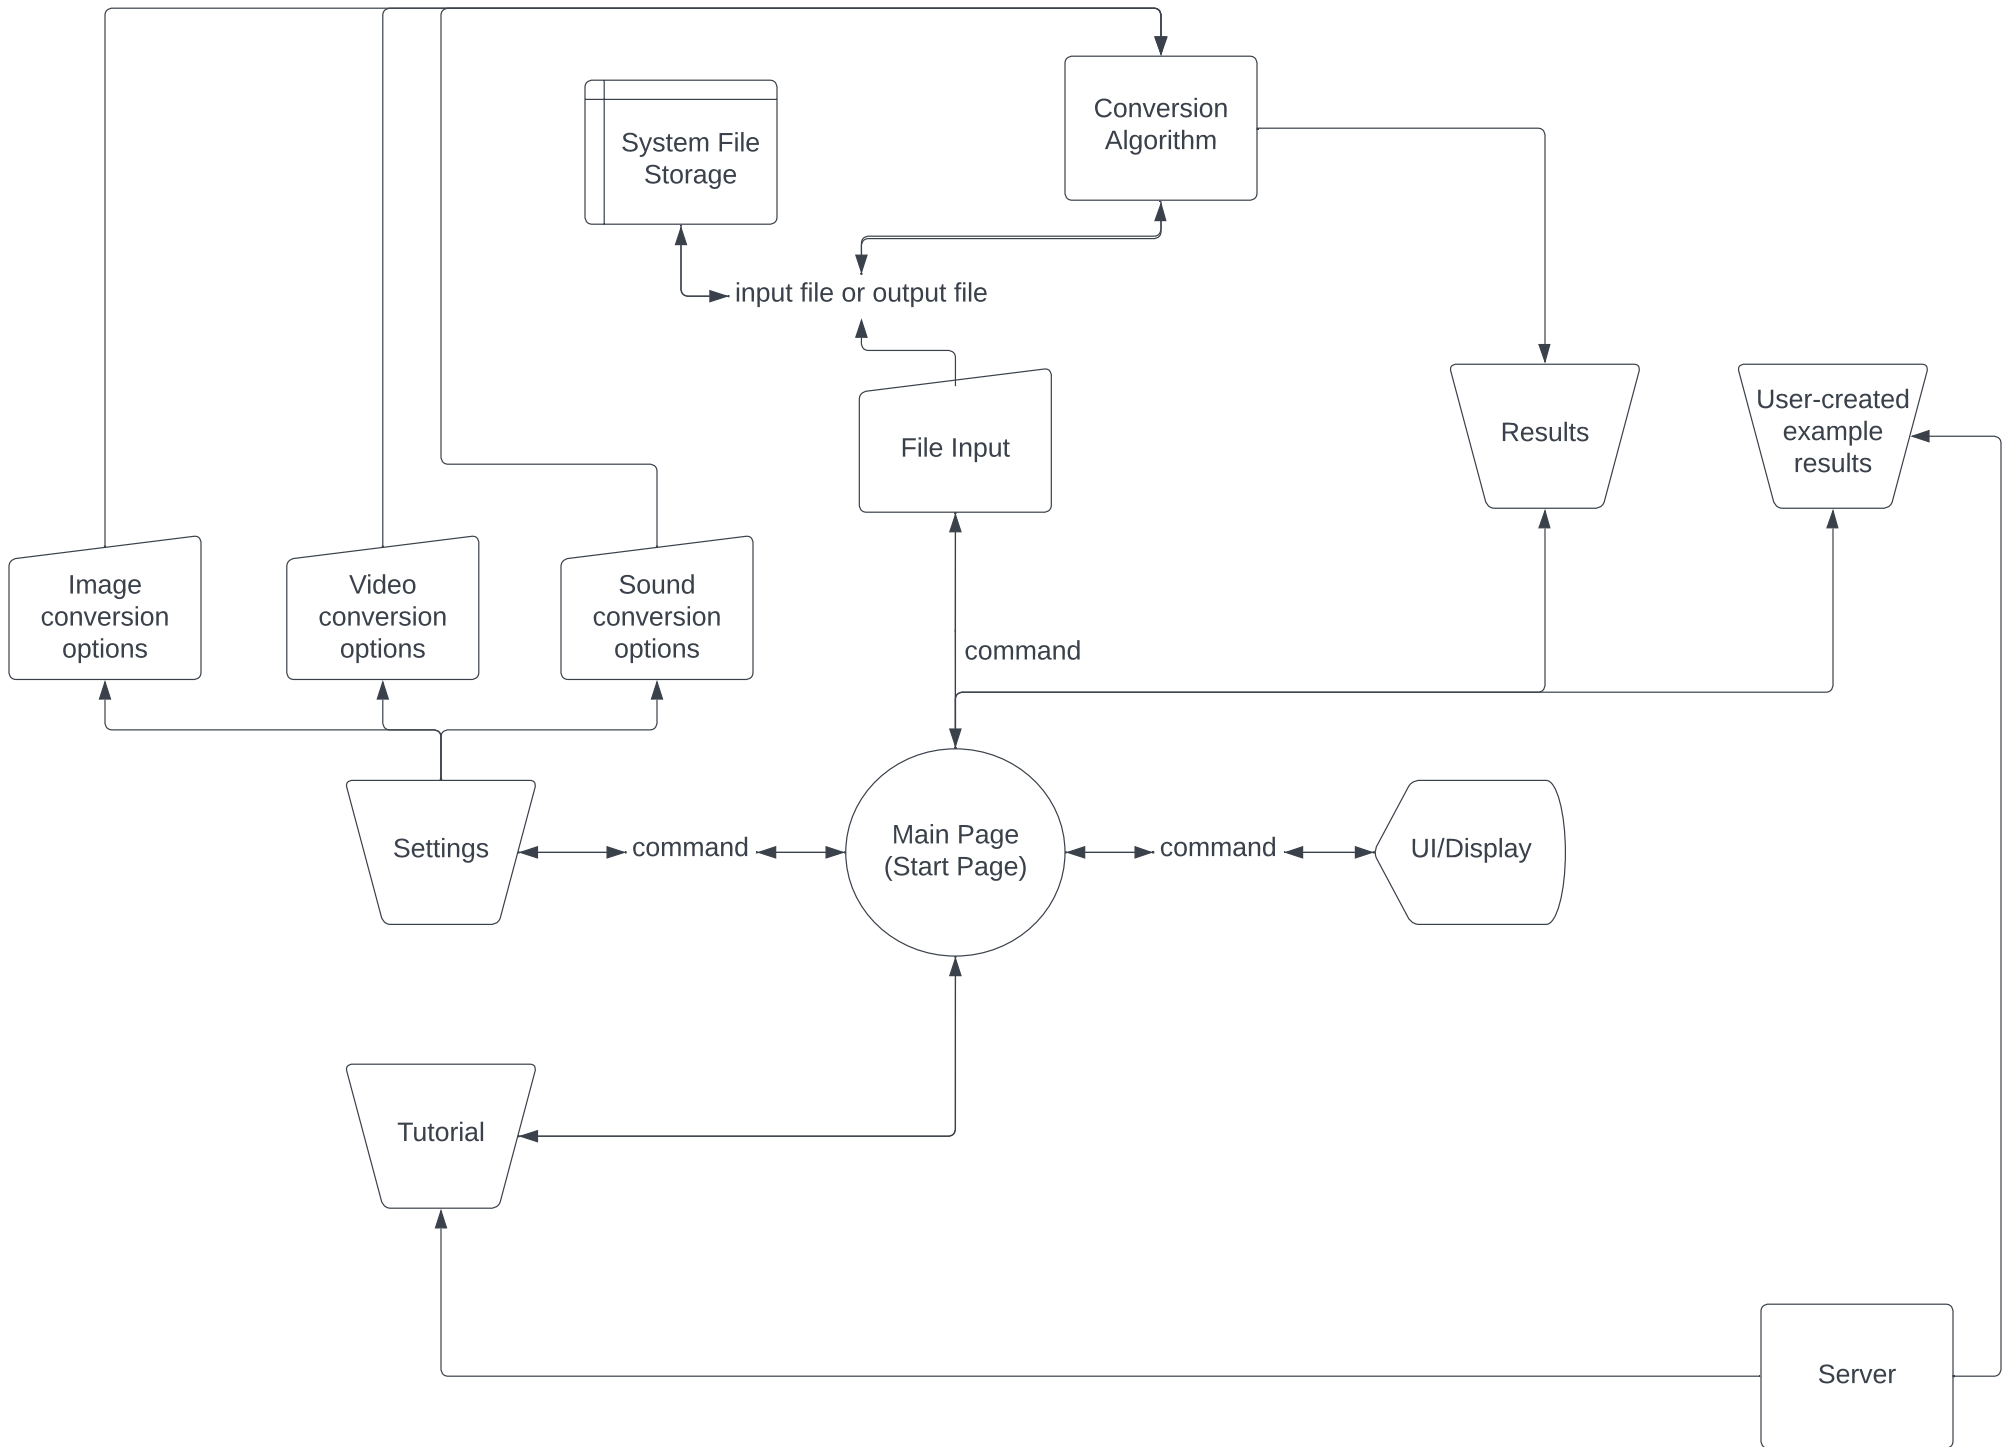 Conversion
Algorithm
System File
Storage
input file or output file
File Input
Results
User-created
example
results
Image
conversion
options
Video
conversion
options
Sound
conversion
options
command
Settings
command
Main Page
(Start Page)
command
UI/Display
Tutorial
Server